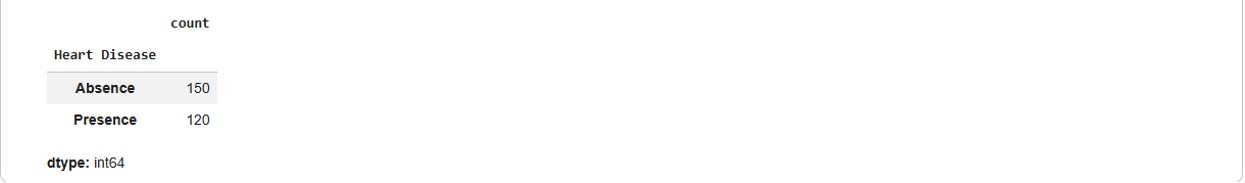 count
Heart Disease
Absence 150
Presence 120
dtype: int64